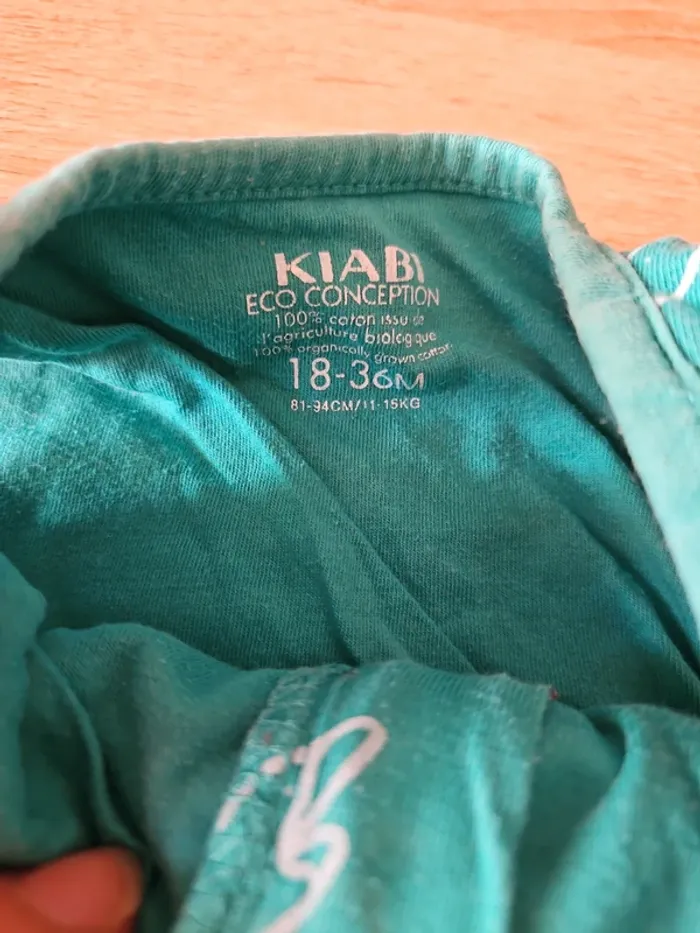 KIABI
ECO CONCEPTION
100% coton issu de
l'agriculture biologique
100% organically grown cotton
18-36M
81-94CM/11-15KG